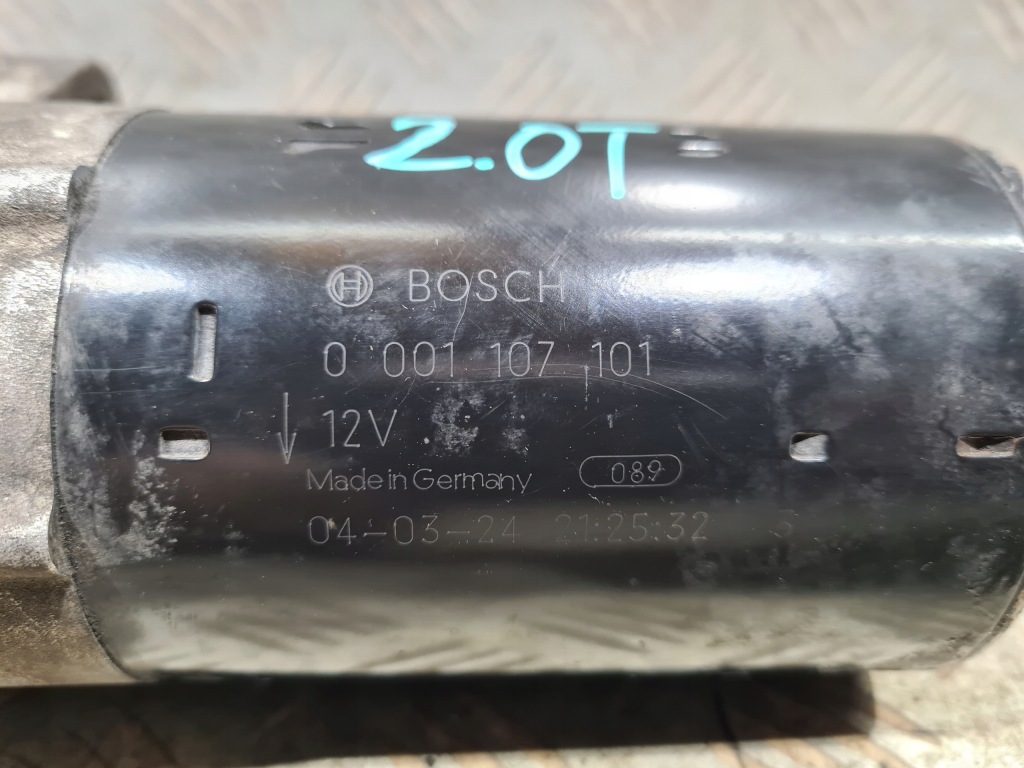 2.0T
BOSCH
0 001 107 101
12V
Made in Germany 089
04-03-24 21:25:32